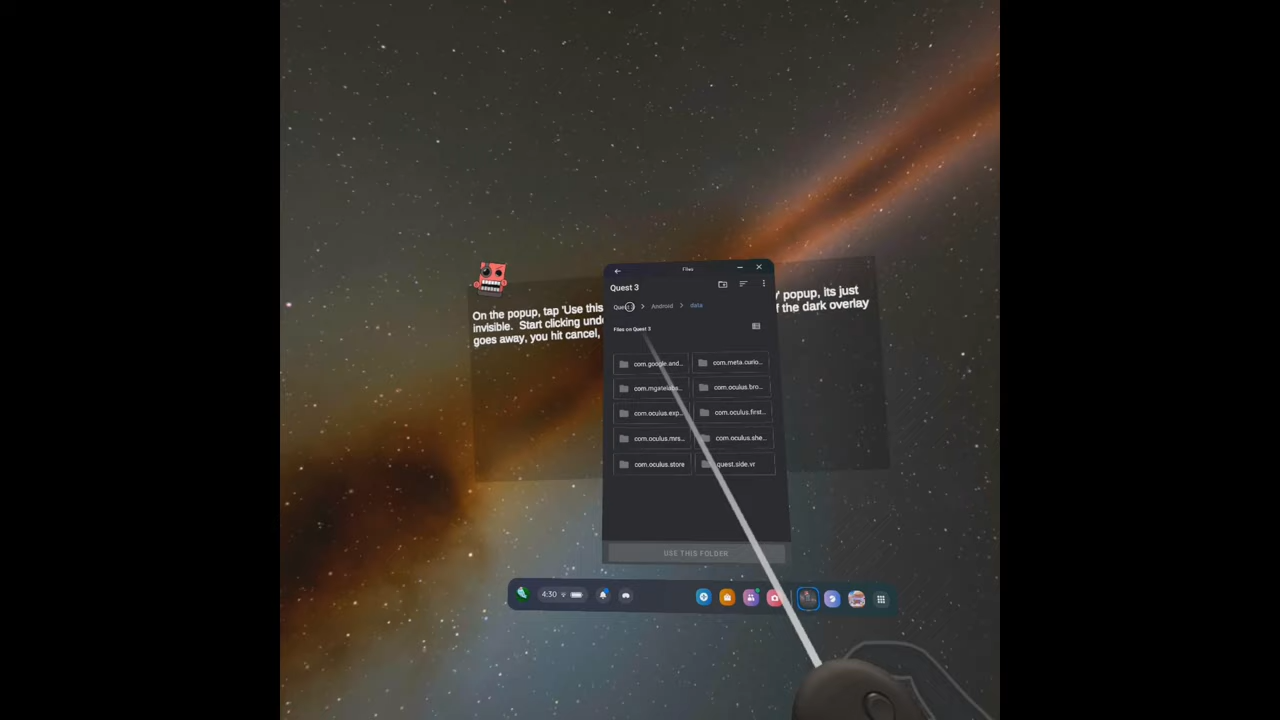 Files
Quest 3
Android
data
Files on Quest 3
On the popup, tap 'Use this
invisible. Start clicking und
goes away, you hit cancel,
y' popup, its just
f the dark overlay
com.google.and...
com.meta.curio...
com.mgatelabs...
com.oculus.bro...
com.oculus.exp...
com.oculus.first...
com.oculus.mrs...
com.oculus.she...
com.oculus.store
quest.side.vr
USE THIS FOLDER
4:30